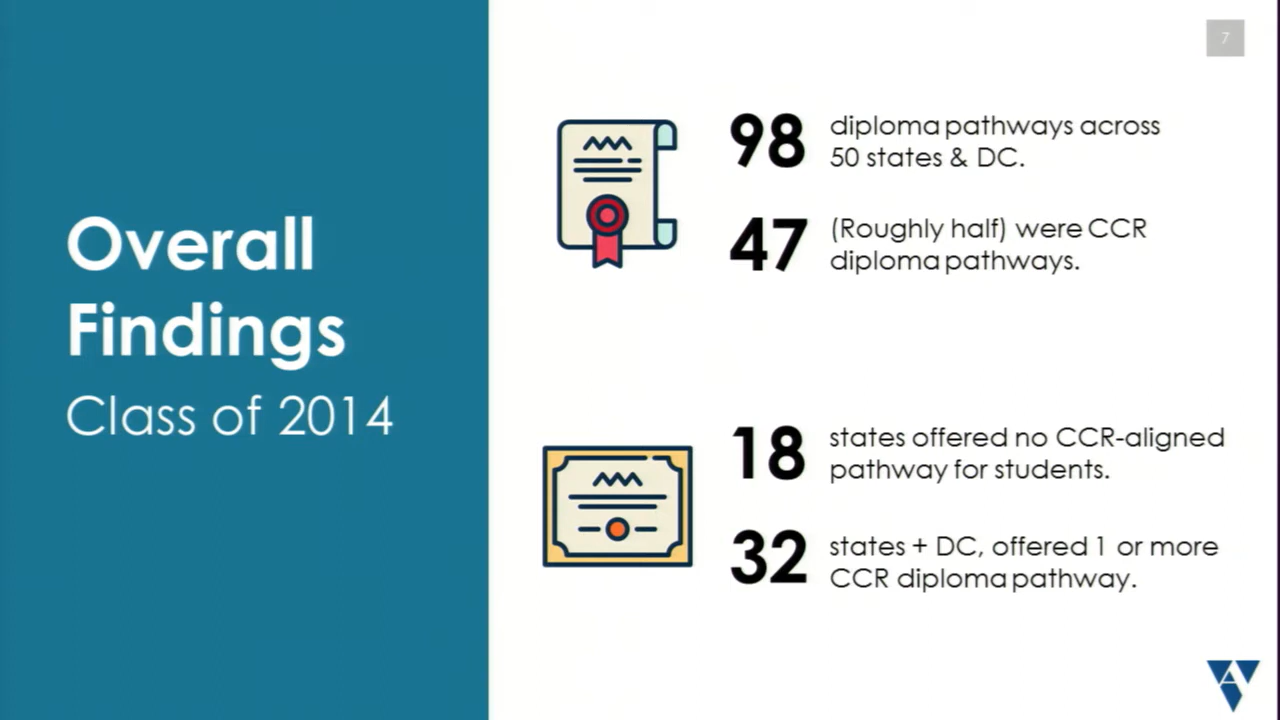 7
Overall
Findings
Class of 2014
98
diploma pathways across
50 states & DC.
47
(Roughly half) were CCR
diploma pathways.
18
states offered no CCR-aligned
pathway for students.
32
states + DC, offered 1 or more
CCR diploma pathway.
A